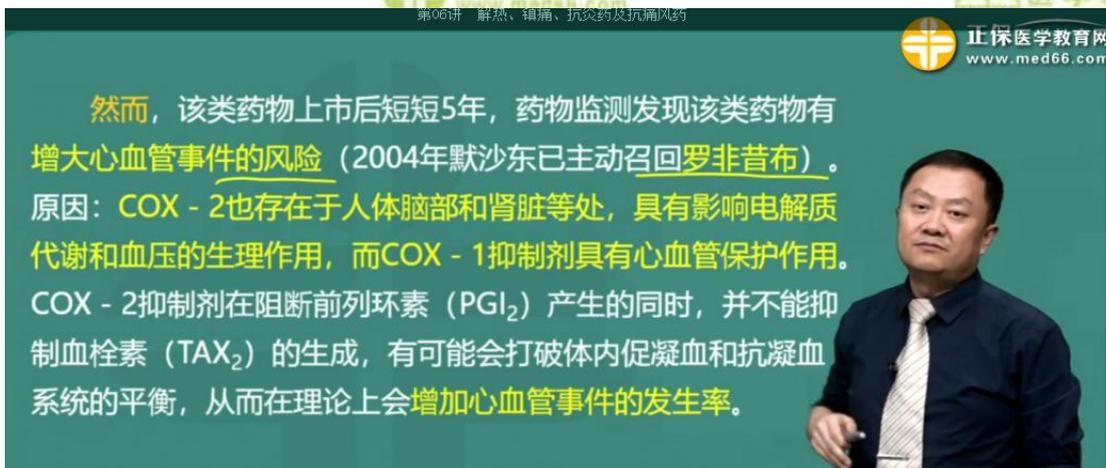 第06讲 解热、镇痛、抗炎药及抗痛风药
正保医学教育网
www.med66.com
然而，该类药物上市后短短5年，药物监测发现该类药物有
增大心血管事件的风险（2004年默沙东已主动召回罗非昔布）。
原因：COX-2也存在于人体脑部和肾脏等处，具有影响电解质
代谢和血压的生理作用，而COX-1抑制剂具有心血管保护作用。
COX-2抑制剂在阻断前列环素（PGI₂）产生的同时，并不能抑
制血栓素（TAX₂）的生成，有可能会打破体内促凝血和抗凝血
系统的平衡，从而在理论上会增加心血管事件的发生率。